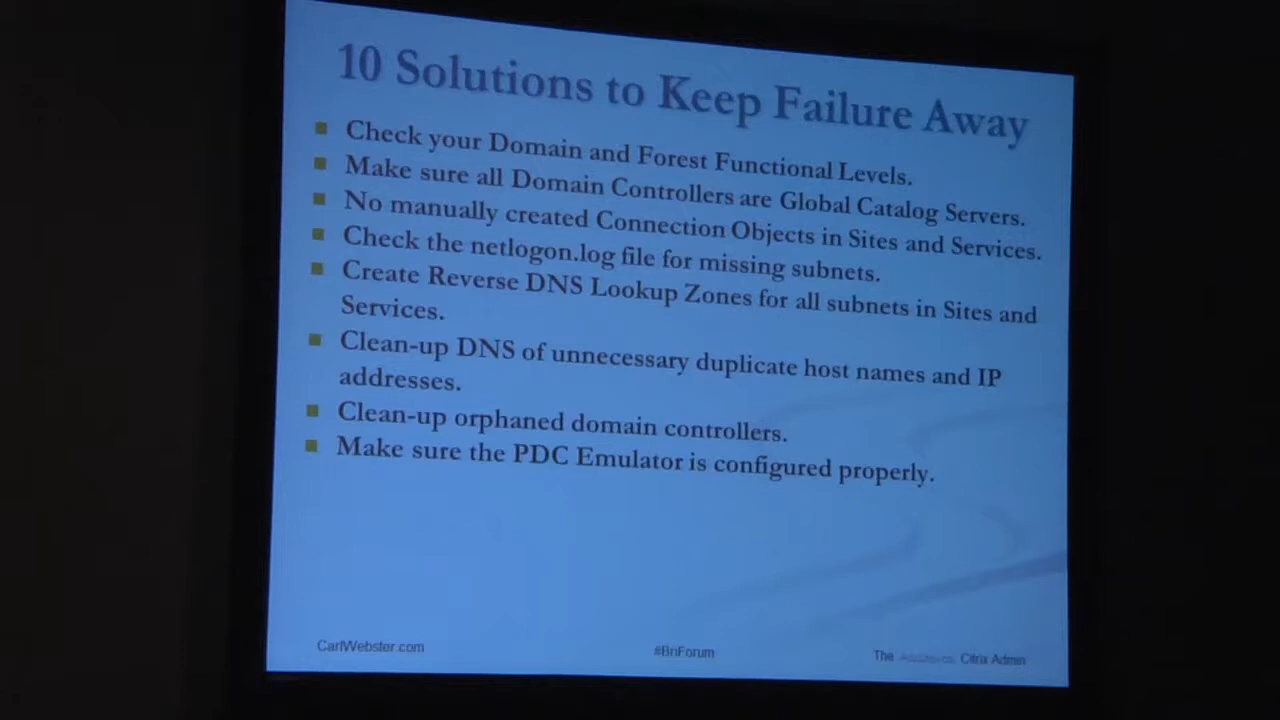 10 Solutions to Keep Failure Away
Check your Domain and Forest Functional Levels.
Make sure all Domain Controllers are Global Catalog Servers.
No manually created Connection Objects in Sites and Services.
Check the netlogon.log file for missing subnets.
Create Reverse DNS Lookup Zones for all subnets in Sites and
Services.
Clean-up DNS of unnecessary duplicate host names and IP
addresses.
Clean-up orphaned domain controllers.
Make sure the PDC Emulator is configured properly.
CarlWebster.com
#BriForum
The Citrix Admin